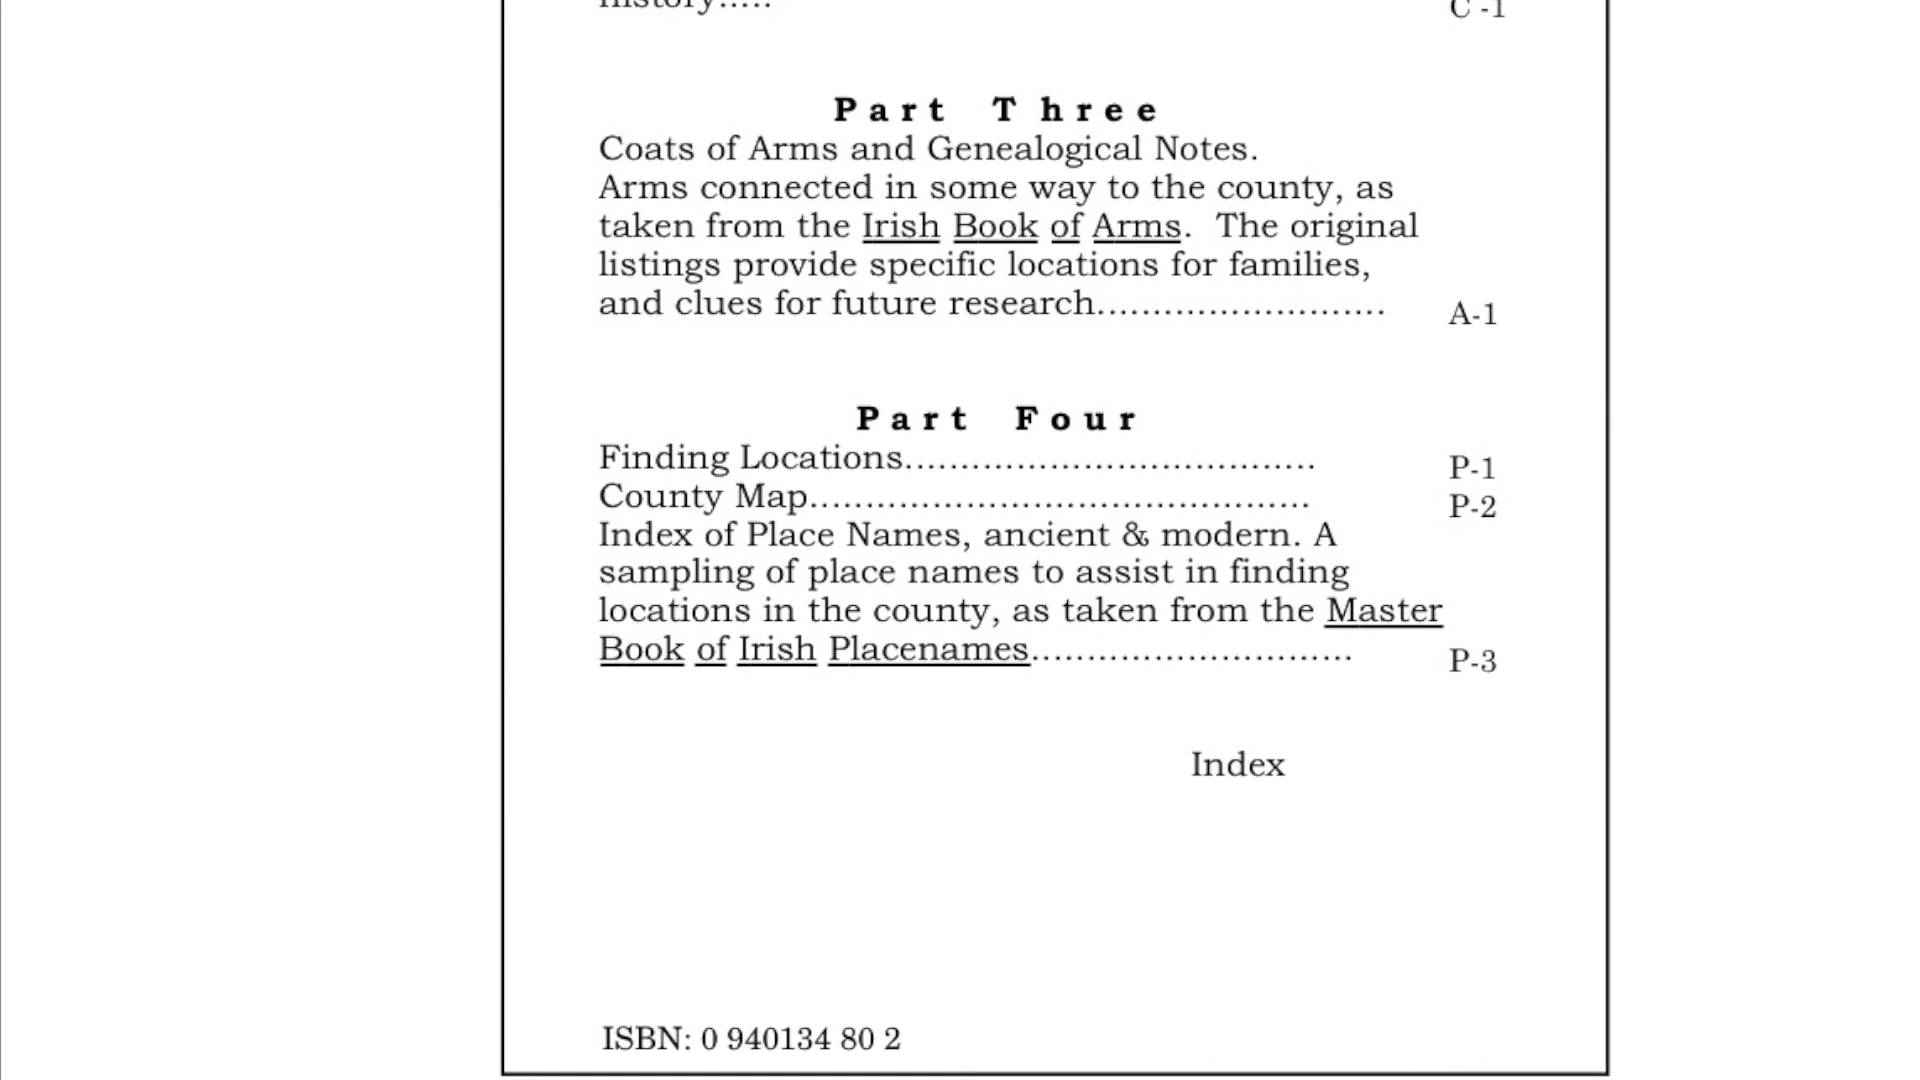 history..... C -1
Part Three
Coats of Arms and Genealogical Notes.
Arms connected in some way to the county, as
taken from the Irish Book of Arms.  The original
listings provide specific locations for families,
and clues for future research.......................... A-1
Part Four
Finding Locations..................................... P-1
County Map............................................. P-2
Index of Place Names, ancient & modern. A
sampling of place names to assist in finding
locations in the county, as taken from the Master
Book of Irish Placenames............................. P-3
Index
ISBN: 0 940134 80 2